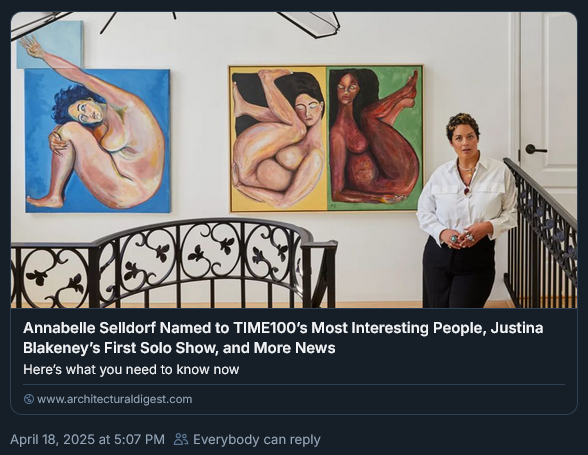 Annabelle Selldorf Named to TIME100’s Most Interesting People, Justina
Blakeney’s First Solo Show, and More News
Here’s what you need to know now
www.architecturaldigest.com
April 18, 2025 at 5:07 PM Everybody can reply